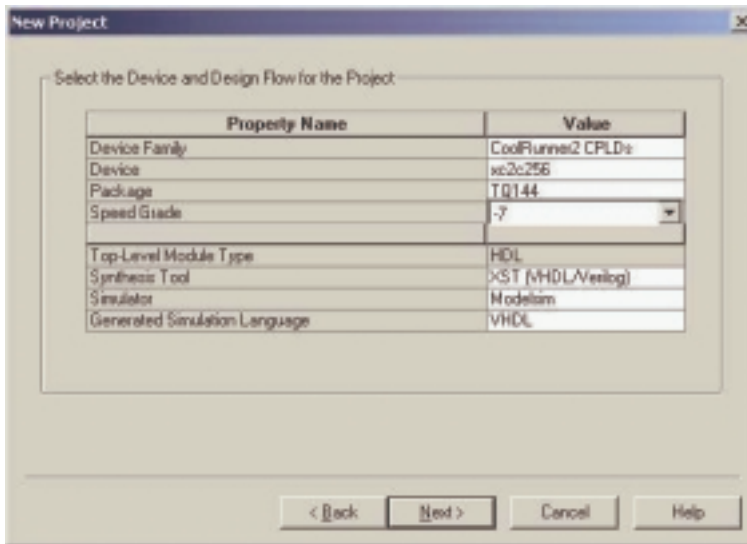 New Project
Select the Device and Design Flow for the Project
Property Name Value
Device Family CoolRunner2 CPLDs
Device xc2c256
Package TQ144
Speed Grade -7
Top-Level Module Type HDL
Synthesis Tool XST (VHDL/Verilog)
Simulator Modelsim
Generated Simulation Language VHDL
< Back Next > Cancel Help